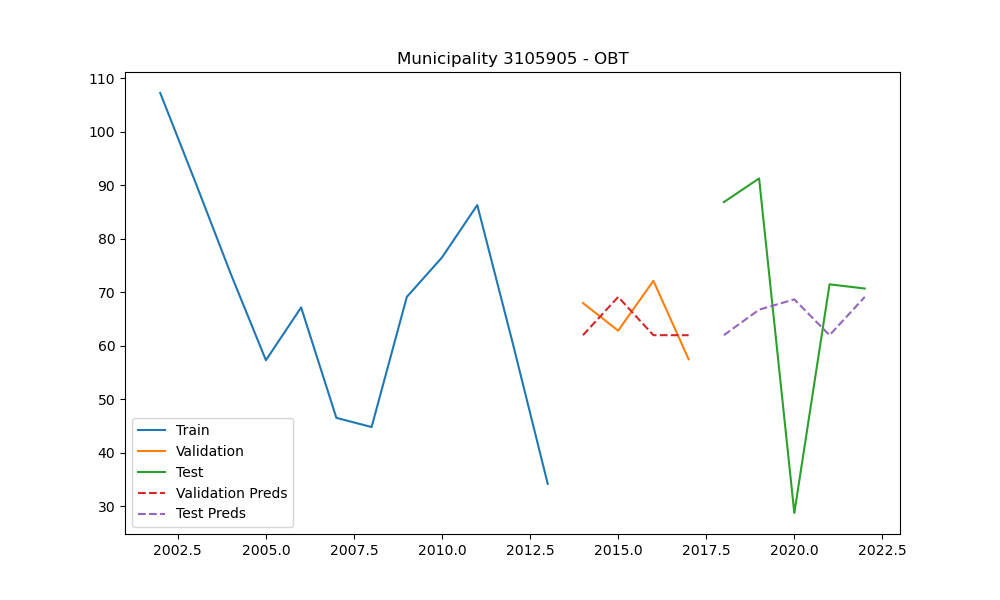 Municipality 3105905 - OBT
110
100
90
80
70
60
50
40
30
Train
Validation
Test
Validation Preds
Test Preds
2002.5 2005.0 2007.5 2010.0 2012.5 2015.0 2017.5 2020.0 2022.5